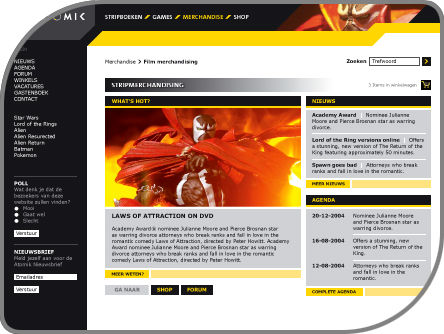 OMIK
STRIPBOEKEN GAMES MERCHANDISE SHOP
Merchandise > Film merchandising
Zoeken Trefwoord
NIEUWS
AGENDA
FORUM
WINKELS
VACATURES
GASTENBOEK
CONTACT
Star Wars
Lord of the Rings
Alien
Alien Resurected
Alien Return
Batman
Pokemon
POLL
Wat denk je dat de
bezoekers van deze
website zullen vinden?
Mooi
Gaat wel
Slecht
Verstuur
NIEUWSBRIEF
Meld jezelf aan voor de
Atomik Nieuwsbrief
Emailadres
Verstuur
STRIPMERCHANDISING
3 items in winkelwagen
WHAT'S HOT?
LAWS OF ATTRACTION ON DVD
Academy Awardâ nominee Julianne Moore and Pierce Brosnan star
as warring divorce attorneys who break ranks and fall in love in the
romantic comedy Laws of Attraction, directed by Peter Howitt. Academy
Award nominee Julianne Moore and Pierce Brosnan star as warring
divorce attorneys who break ranks and fall in love in the romantic
comedy Laws of Attraction, directed by Peter Howitt.
MEER WETEN?
GA NAAR SHOP FORUM
NIEUWS
Academy Award | Nominee Julianne
Moore and Pierce Brosnan star as warring
divorce.
Lord of the Ring versions online | Offers
a stunning, new version of The Return of the
King featuring approximately 50 minutes.
Spawn goes bad | Attorneys who break
ranks and fall in love in the romantic.
MEER NIEUWS
AGENDA
20-12-2004 Nominee Julianne Moore
and Pierce Brosnan star as
warring divorce.
16-08-2004 Offers a stunning, new
version of The Return of the
King.
12-08-2004 Attorneys who break ranks
and fall in love in the
romantic.
COMPLETE AGENDA